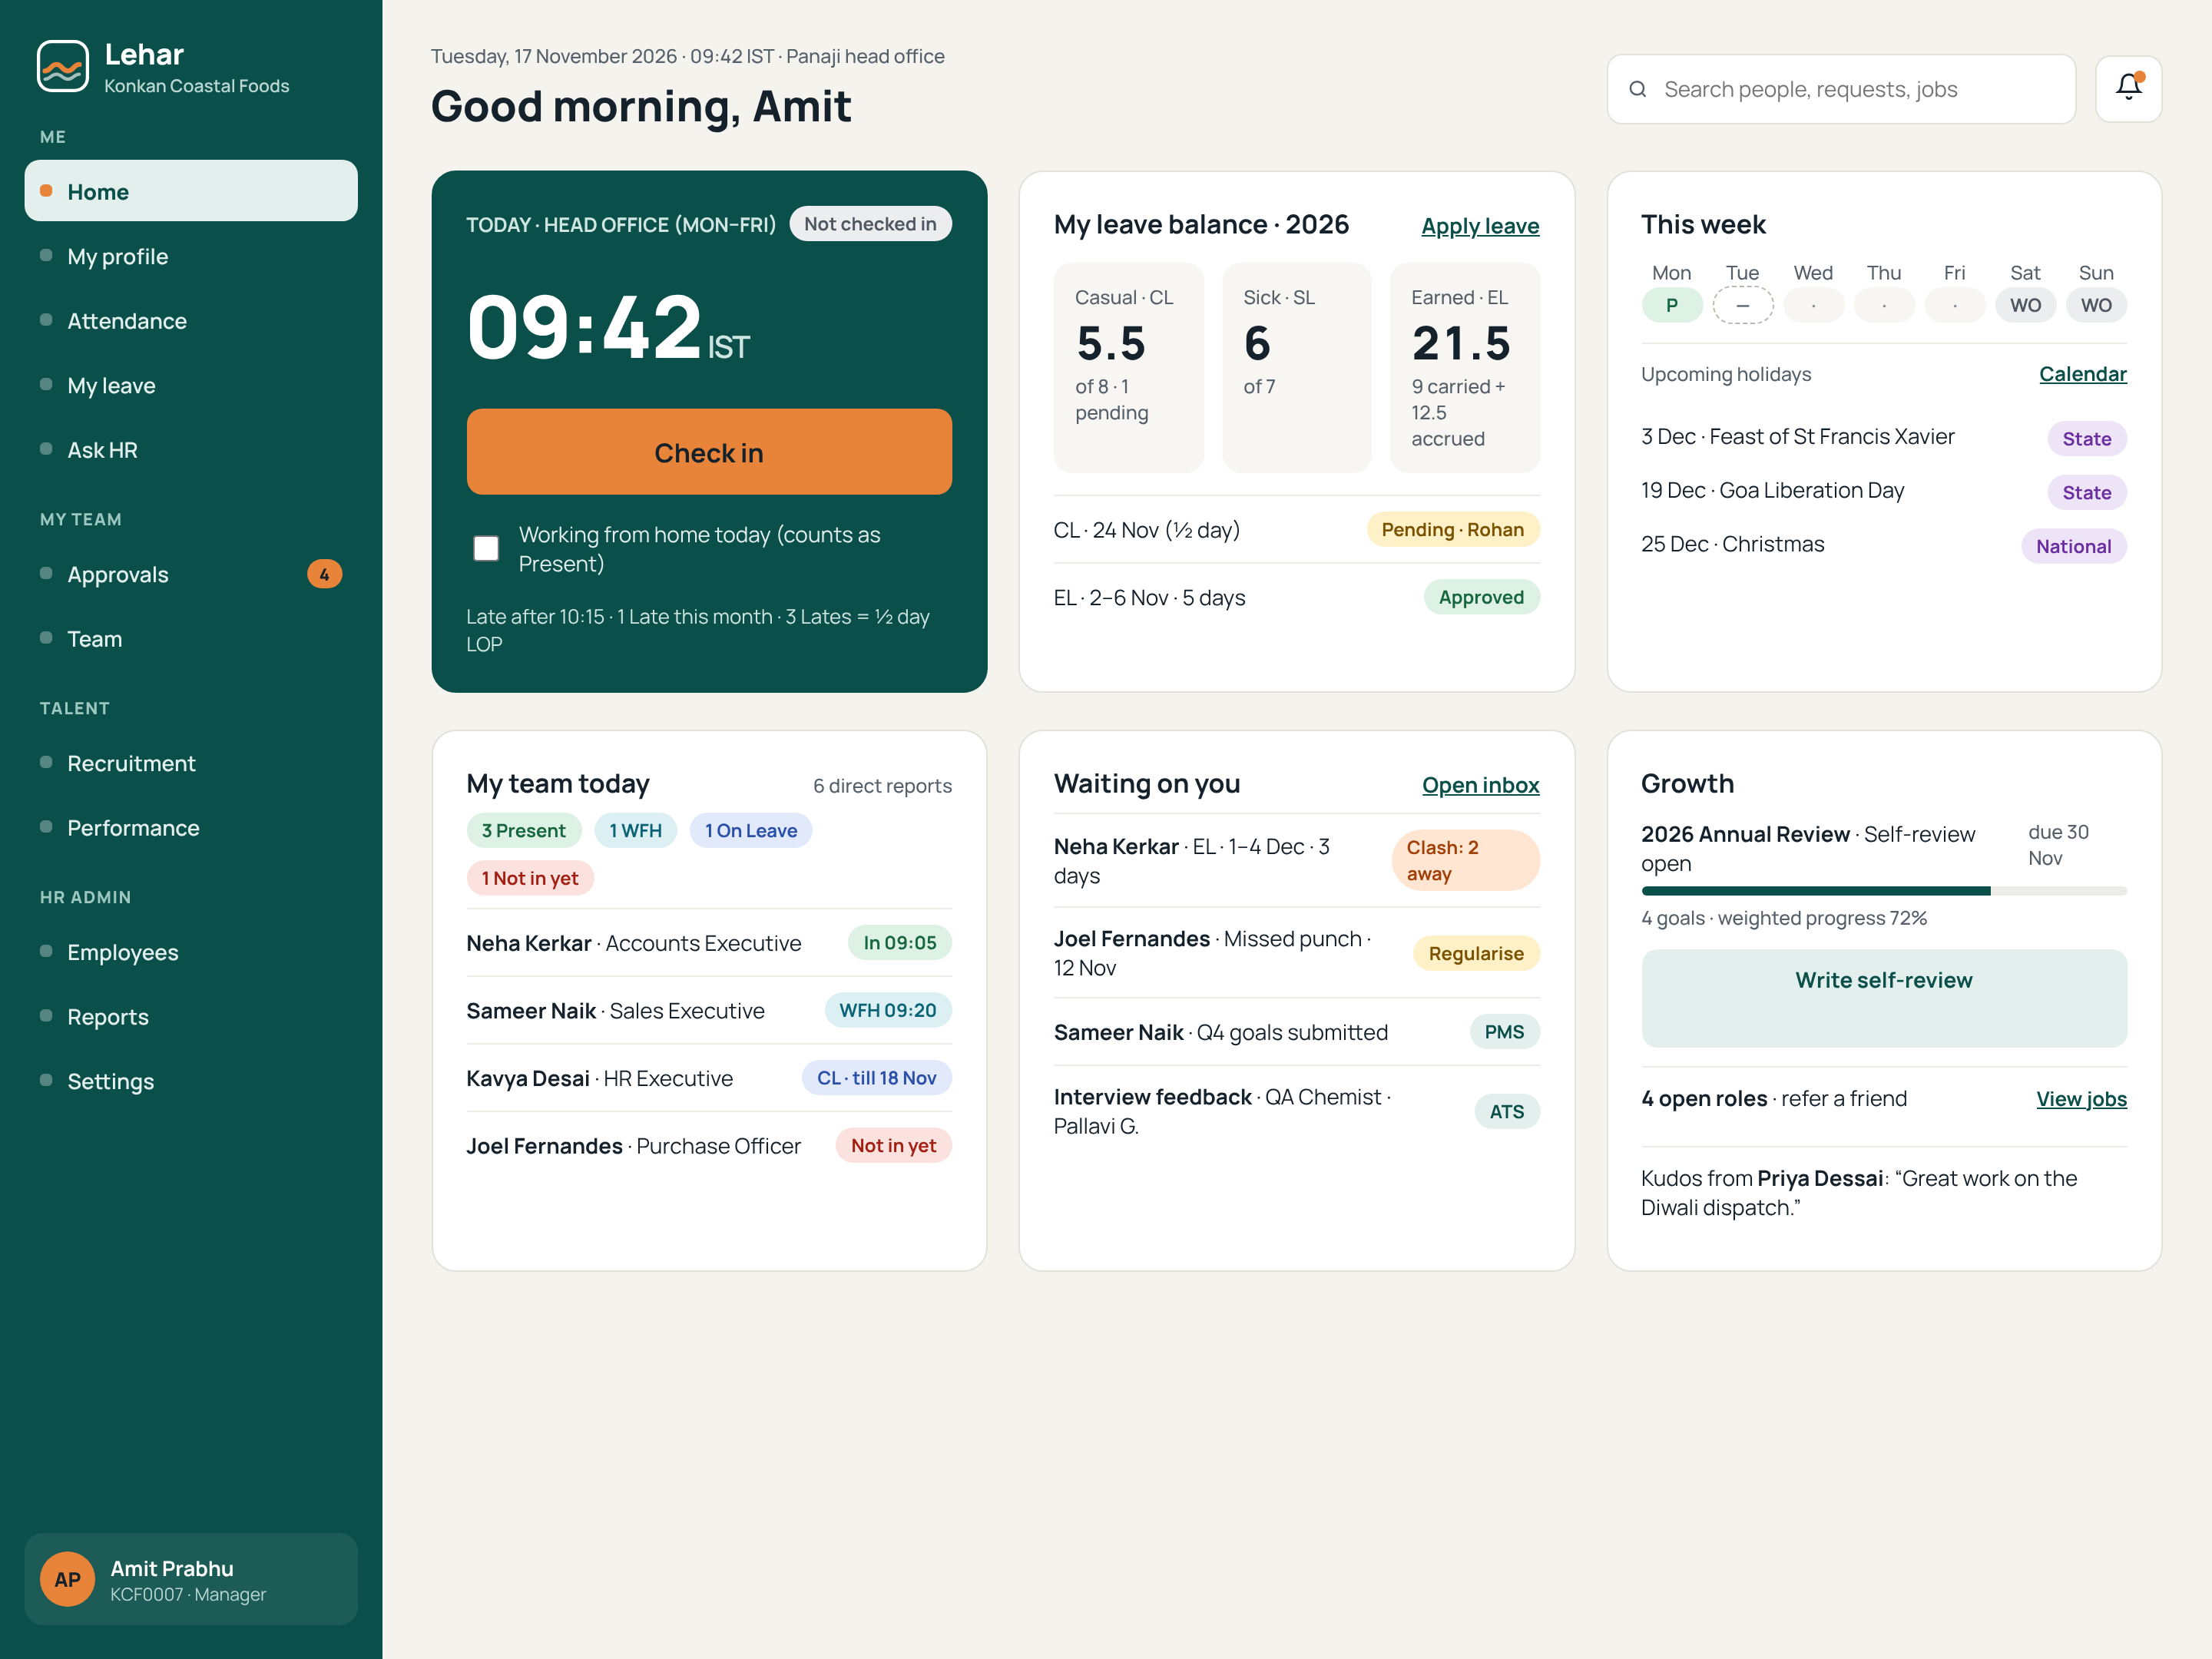 Lehar
Konkan Coastal Foods
ME
Home
My profile
Attendance
My leave
Ask HR
MY TEAM
Approvals 4
Team
TALENT
Recruitment
Performance
HR ADMIN
Employees
Reports
Settings
AP
Amit Prabhu
KCF0007 · Manager
Tuesday, 17 November 2026 · 09:42 IST · Panaji head office
Good morning, Amit
Search people, requests, jobs
TODAY · HEAD OFFICE (MON–FRI) Not checked in
09:42 IST
Check in
Working from home today (counts as
Present)
Late after 10:15 · 1 Late this month · 3 Lates = ½ day
LOP
My leave balance · 2026 Apply leave
Casual · CL
5.5
of 8 · 1
pending
Sick · SL
6
of 7
Earned · EL
21.5
9 carried +
12.5
accrued
CL · 24 Nov (½ day) Pending · Rohan
EL · 2–6 Nov · 5 days Approved
This week
Mon Tue Wed Thu Fri Sat Sun
P – · · · WO WO
Upcoming holidays Calendar
3 Dec · Feast of St Francis Xavier State
19 Dec · Goa Liberation Day State
25 Dec · Christmas National
My team today 6 direct reports
3 Present 1 WFH 1 On Leave
1 Not in yet
Neha Kerkar · Accounts Executive In 09:05
Sameer Naik · Sales Executive WFH 09:20
Kavya Desai · HR Executive CL · till 18 Nov
Joel Fernandes · Purchase Officer Not in yet
Waiting on you Open inbox
Neha Kerkar · EL · 1–4 Dec · 3
days
Clash: 2
away
Joel Fernandes · Missed punch ·
12 Nov
Regularise
Sameer Naik · Q4 goals submitted PMS
Interview feedback · QA Chemist ·
Pallavi G.
ATS
Growth
2026 Annual Review · Self-review
open
due 30
Nov
4 goals · weighted progress 72%
Write self-review
4 open roles · refer a friend View jobs
Kudos from Priya Dessai: “Great work on the
Diwali dispatch.”